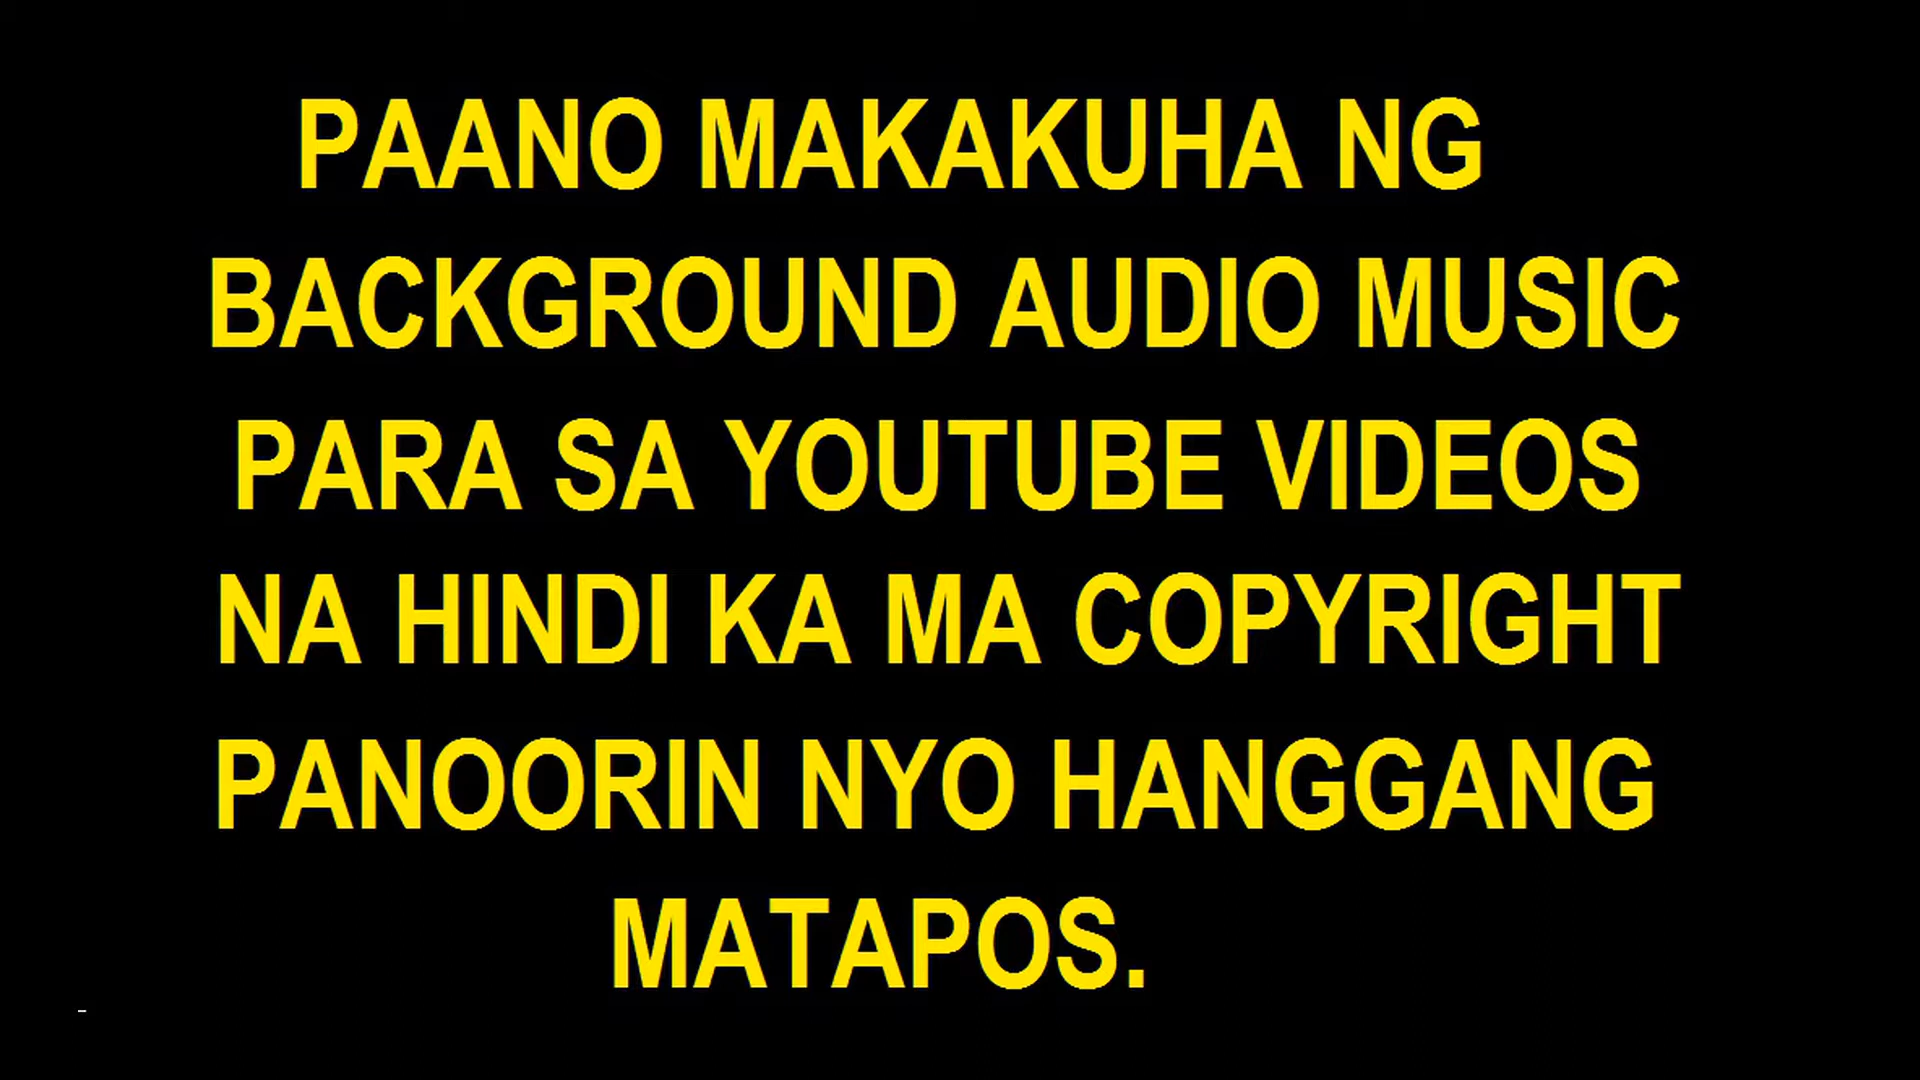 PAANO MAKAKUHA NG
BACKGROUND AUDIO MUSIC
PARA SA YOUTUBE VIDEOS
NA HINDI KA MA COPYRIGHT
PANOORIN NYO HANGGANG
MATAPOS.